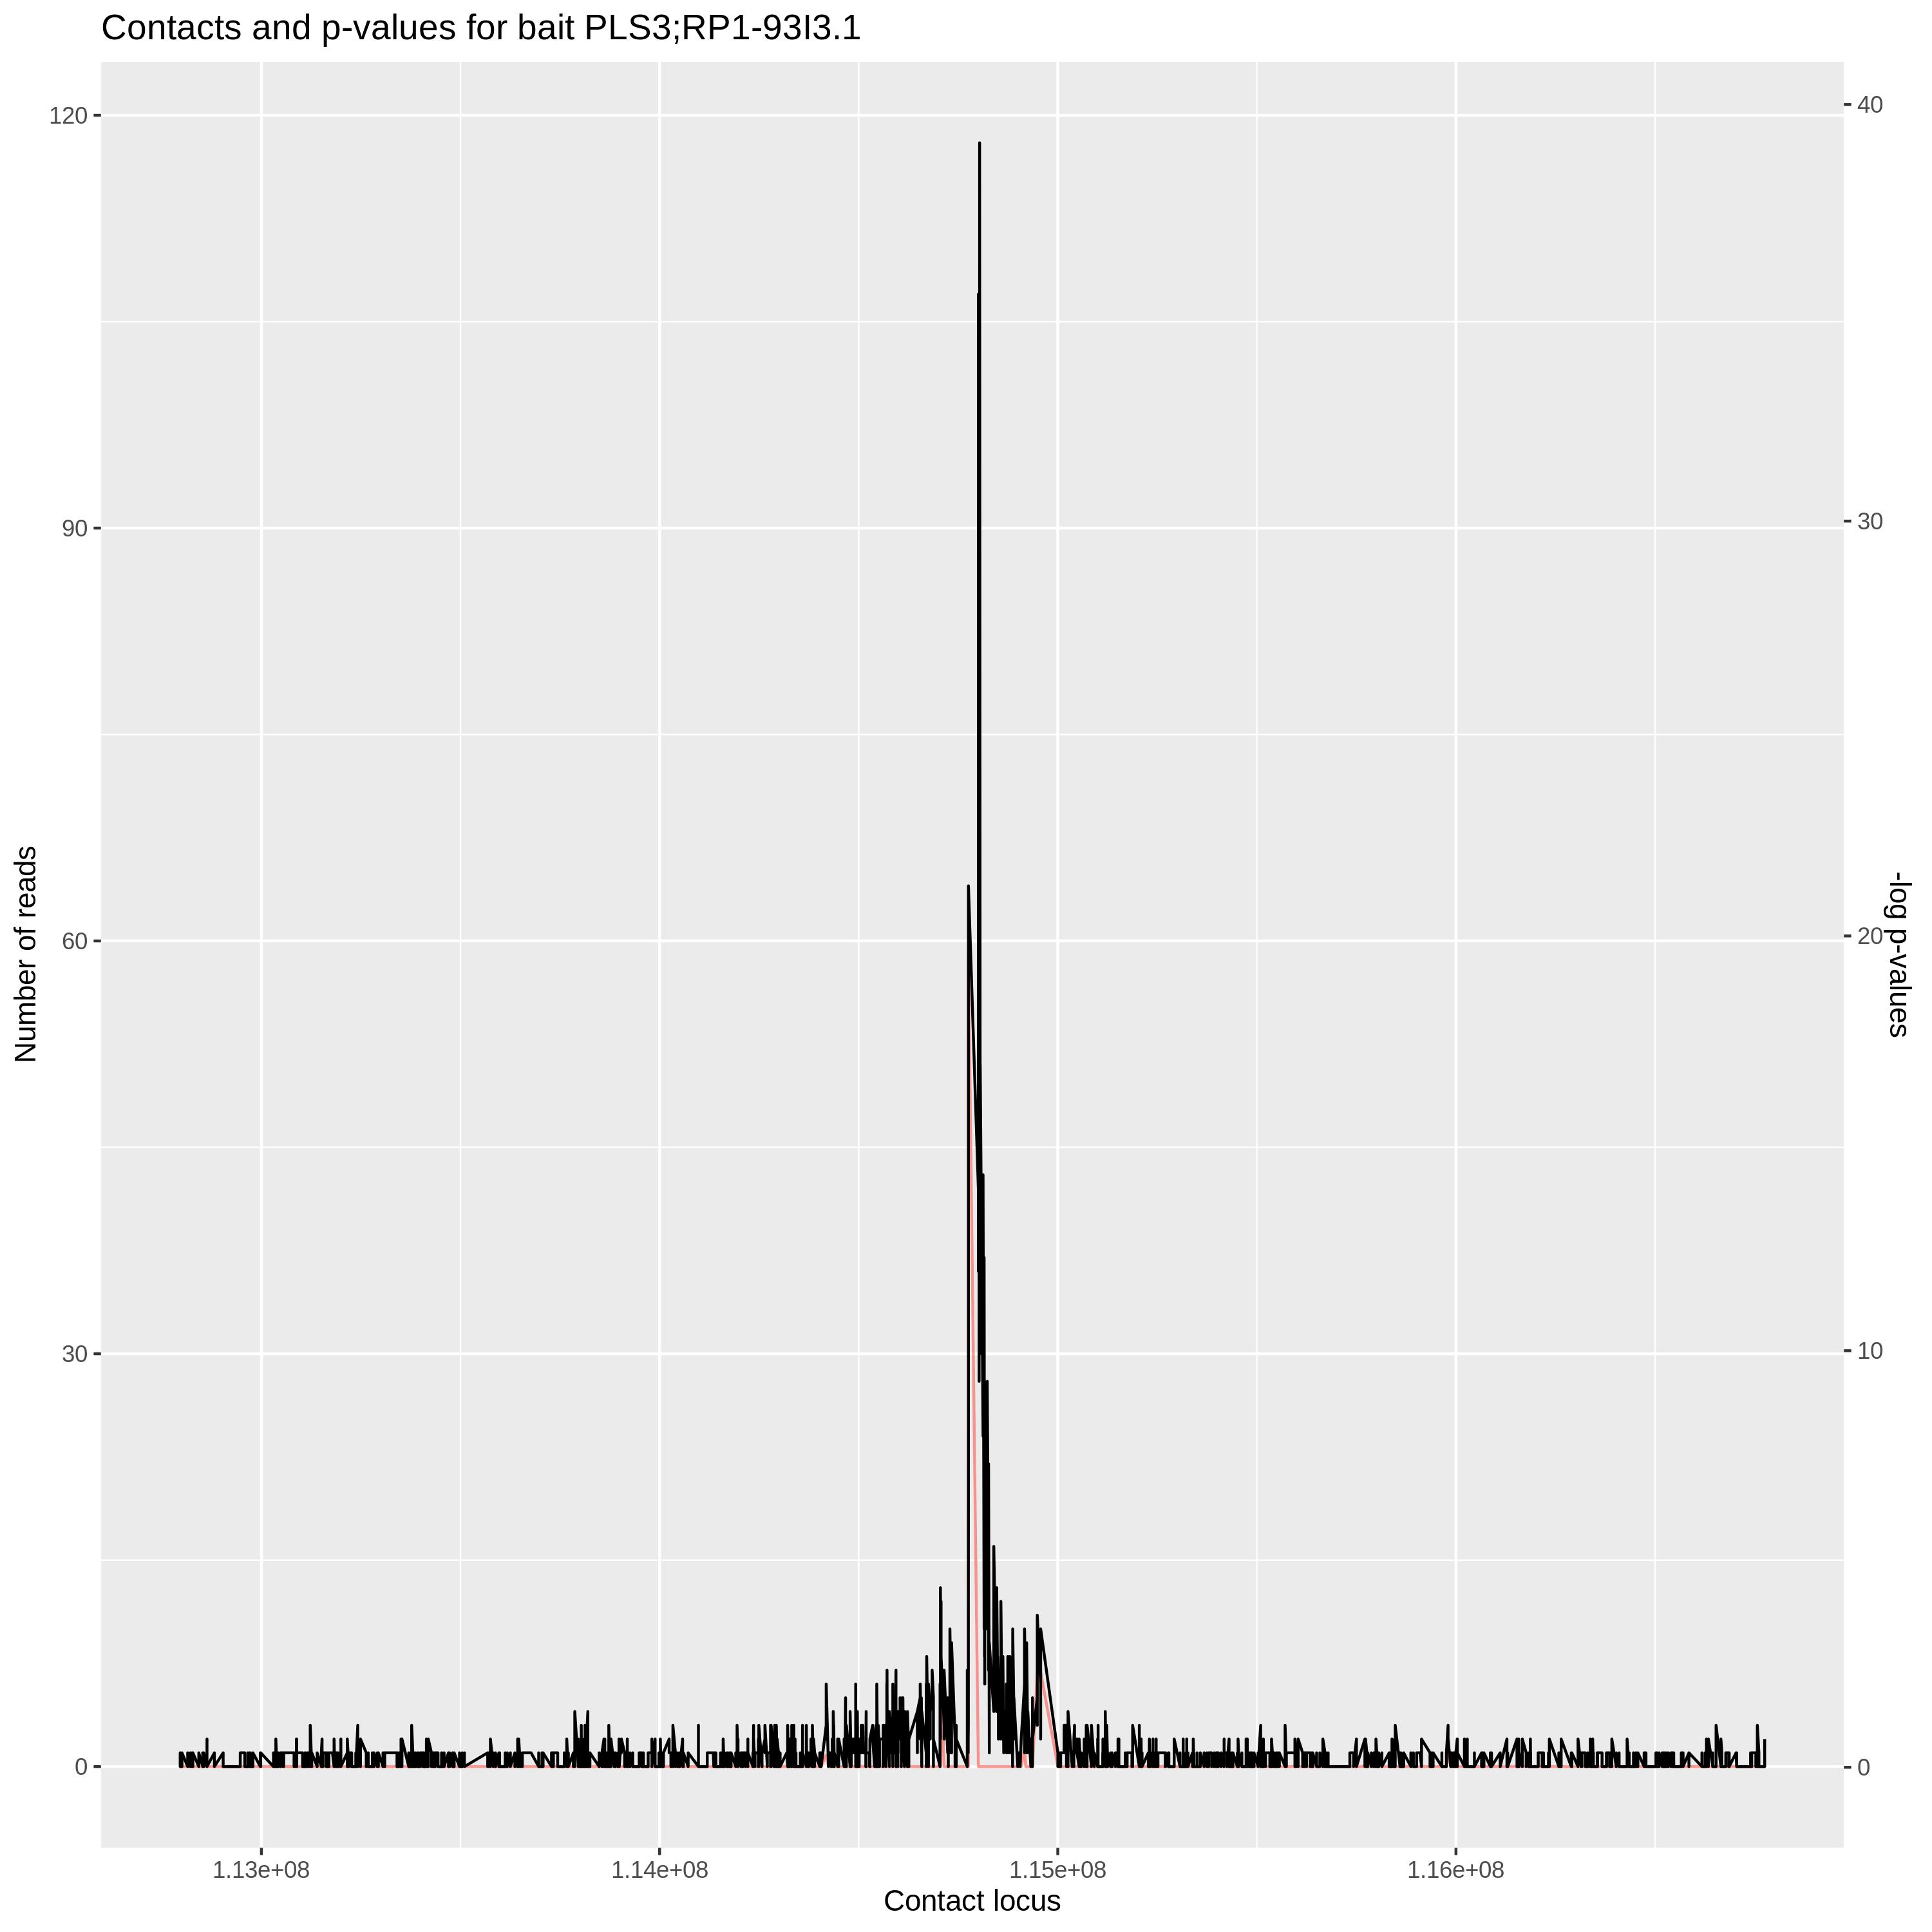 Contacts and p-values for bait PLS3;RP1-93I3.1
120
90
60
30
0
40
30
20
10
0
Number of reads
-log p-values
1.13e+08
1.14e+08
1.15e+08
1.16e+08
Contact locus